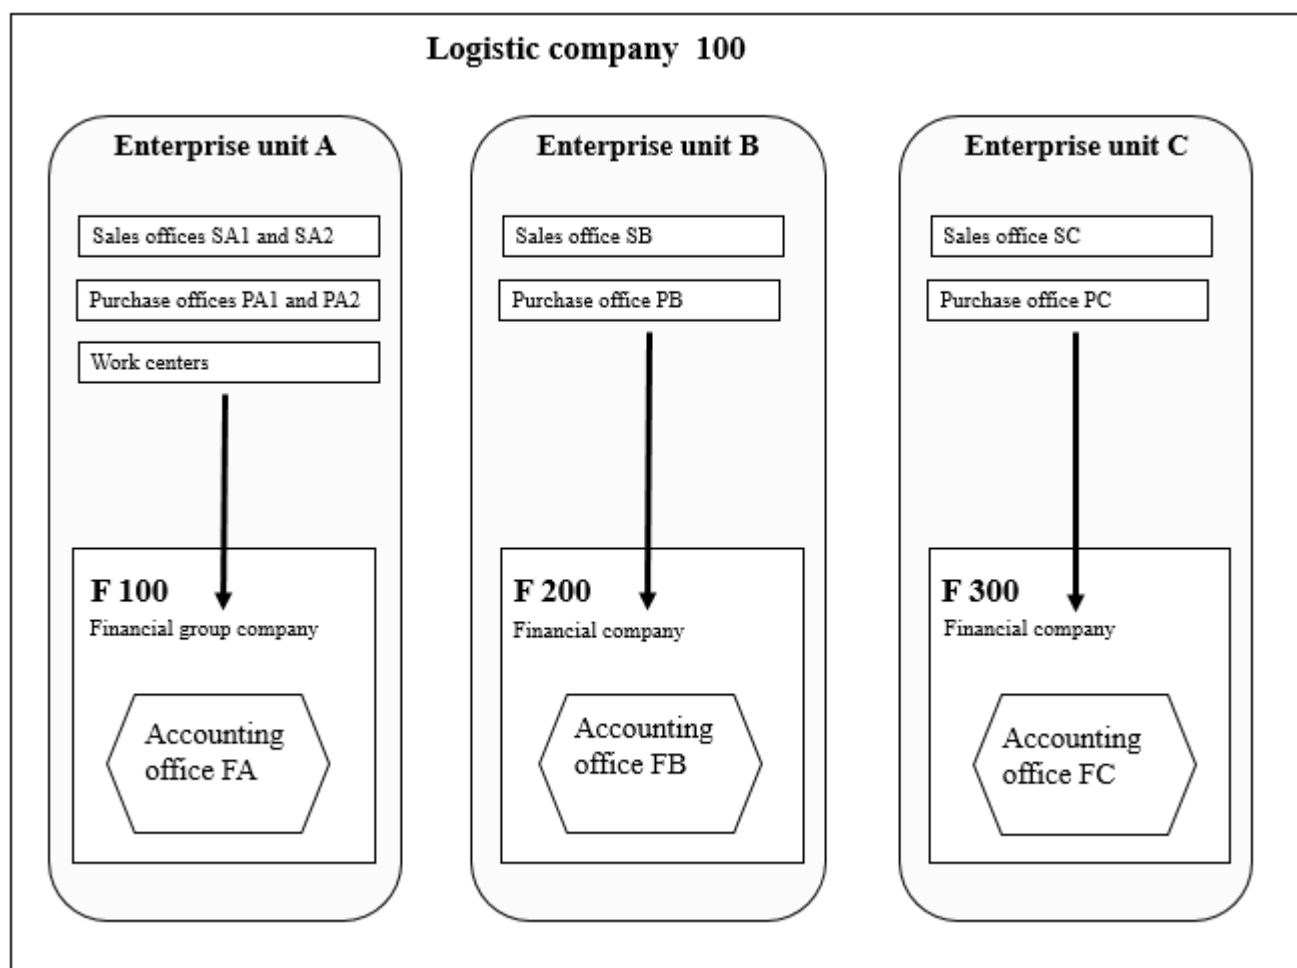 Logistic company 100
Enterprise unit A
Sales offices SA1 and SA2
Purchase offices PA1 and PA2
Work centers
F 100
Financial group company
Accounting
office FA
Enterprise unit B
Sales office SB
Purchase office PB
F 200
Financial company
Accounting
office FB
Enterprise unit C
Sales office SC
Purchase office PC
F 300
Financial company
Accounting
office FC